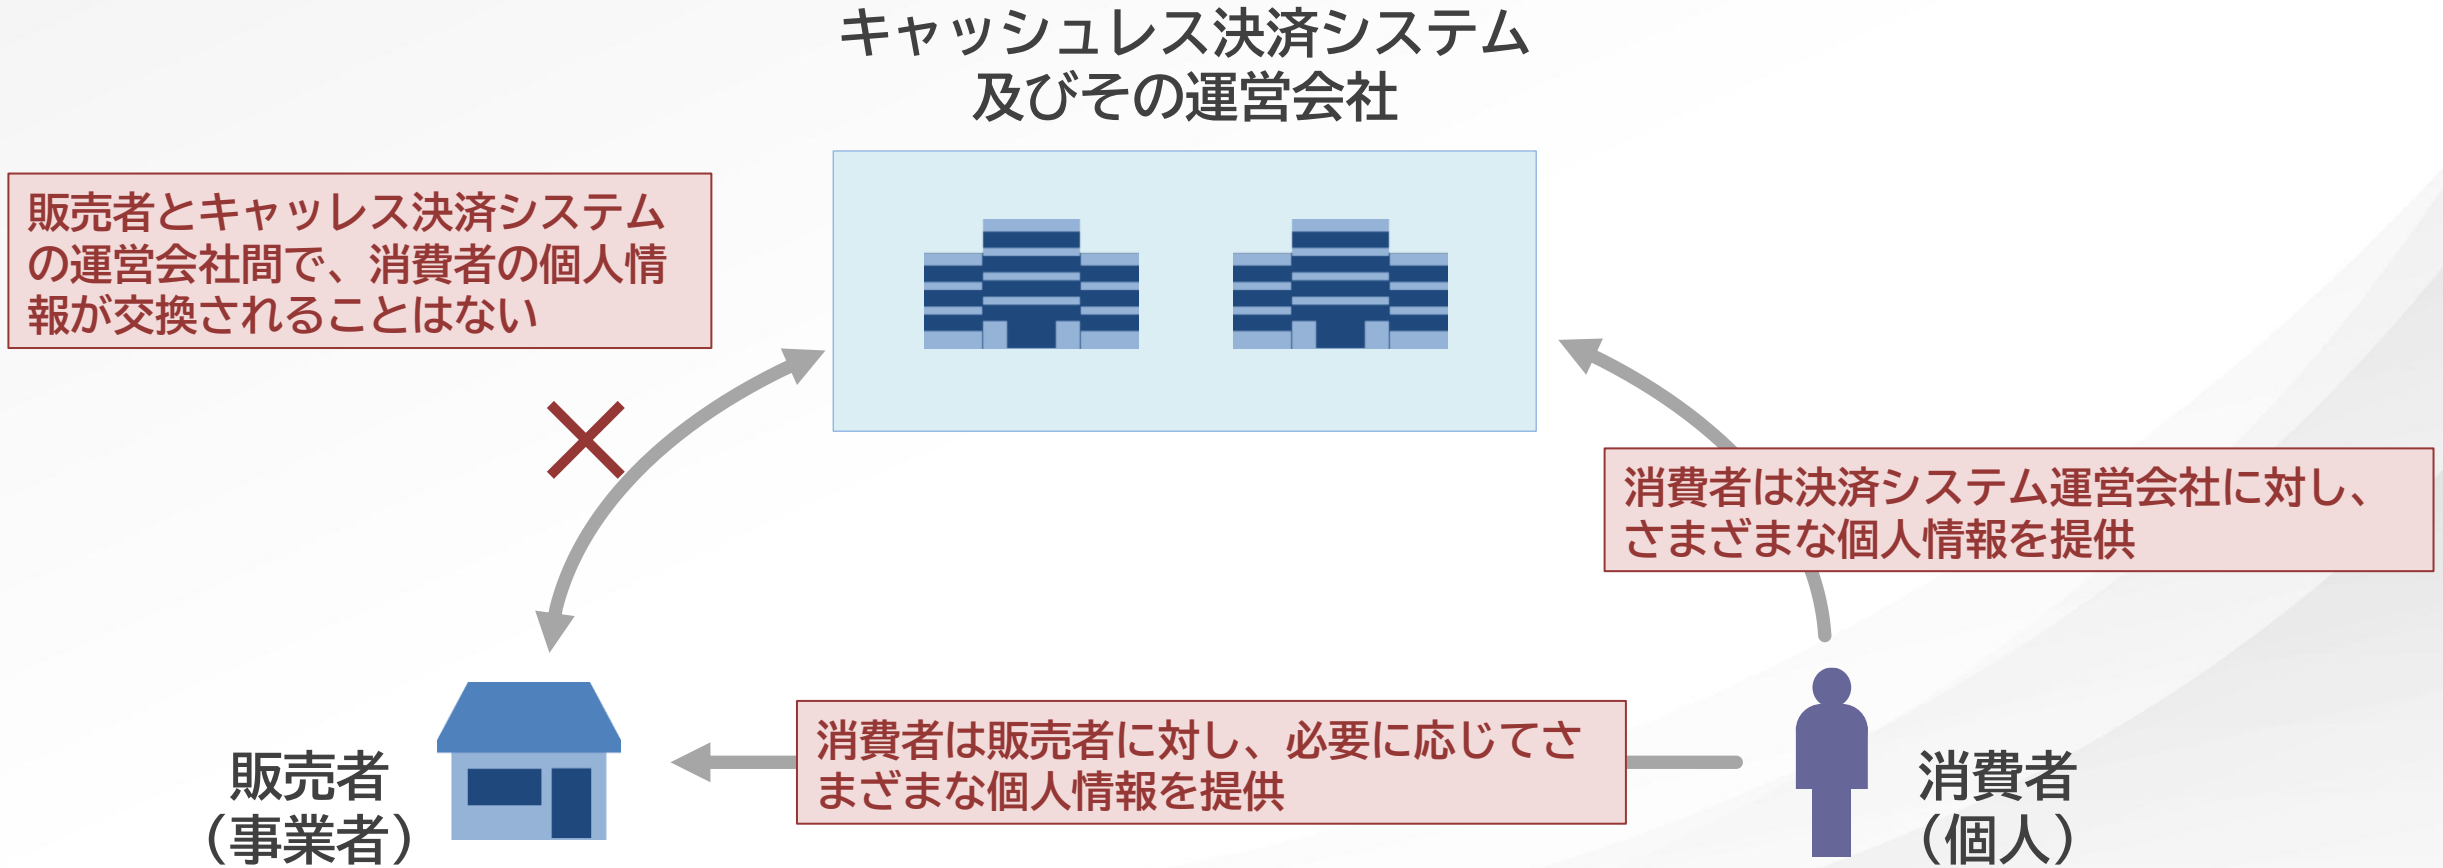 キャッシュレス決済システム
及びその運営会社
販売者とキャッレス決済システム
の運営会社間で、消費者の個人情
報が交換されることはない
消費者は決済システム運営会社に対し、
さまざまな個人情報を提供
消費者は販売者に対し、必要に応じてさ
まざまな個人情報を提供
販売者
（事業者）
消費者
（個人）